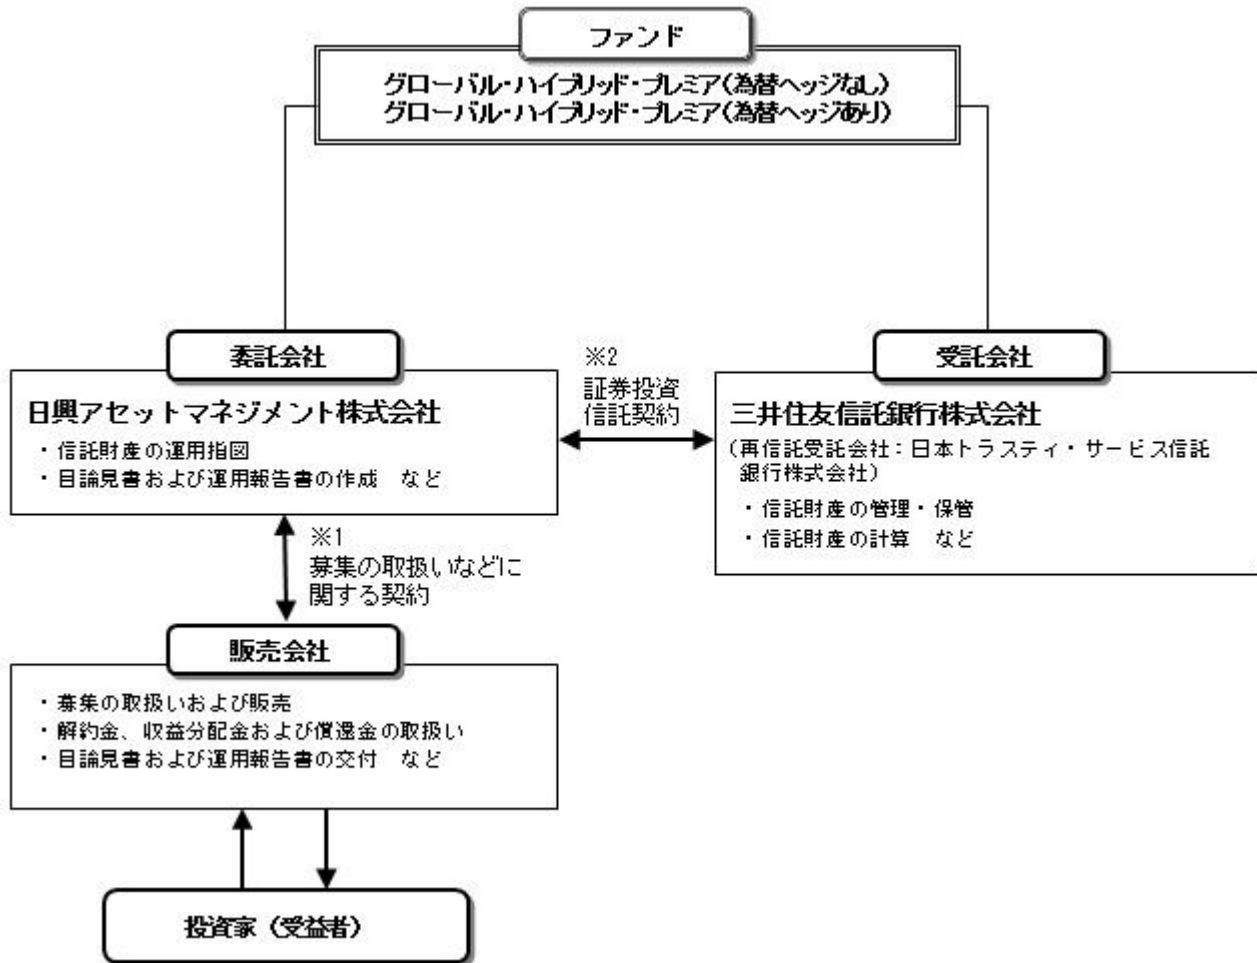 ファンド
グローバル・ハイブリッド・プレミア(為替ヘッジなし)
グローバル・ハイブリッド・プレミア(為替ヘッジあり)
委託会社
日興アセットマネジメント株式会社
・信託財産の運用指図
・目論見書および運用報告書の作成 など
※2
証券投資
信託契約
受託会社
三井住友信託銀行株式会社
(再信託受託会社:日本トラスティ・サービス信託
銀行株式会社)
・信託財産の管理・保管
・信託財産の計算 など
※1
募集の取扱いなどに
関する契約
販売会社
・募集の取扱いおよび販売
・解約金、収益分配金および償還金の取扱い
・目論見書および運用報告書の交付 など
投資家(受益者)